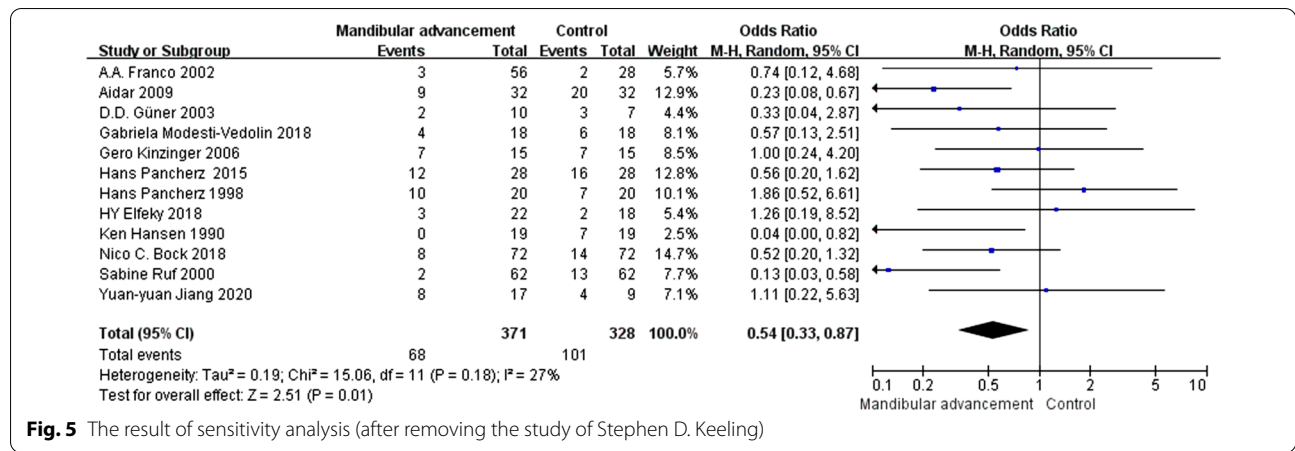 Mandibular advancement Control Odds Ratio Odds Ratio
Study or Subgroup Events Total Events Total Weight M-H, Random, 95% CI M-H, Random, 95% CI
A.A. Franco 2002 3 56 2 28 5.7% 0.74 [0.12, 4.68]
Aidar 2009 9 32 20 32 12.9% 0.23 [0.08, 0.67]
D.D. Güner 2003 2 10 3 7 4.4% 0.33 [0.04, 2.87]
Gabriela Modesti-Vedolin 2018 4 18 6 18 8.1% 0.57 [0.13, 2.51]
Gero Kinzinger 2006 7 15 7 15 8.5% 1.00 [0.24, 4.20]
Hans Pancherz 2015 12 28 16 28 12.8% 0.56 [0.20, 1.62]
Hans Pancherz 1998 10 20 7 20 10.1% 1.86 [0.52, 6.61]
HY Elfeky 2018 3 22 2 18 5.4% 1.26 [0.19, 8.52]
Ken Hansen 1990 0 19 7 19 2.5% 0.04 [0.00, 0.82]
Nico C. Bock 2018 8 72 14 72 14.7% 0.52 [0.20, 1.32]
Sabine Ruf 2000 2 62 13 62 7.7% 0.13 [0.03, 0.58]
Yuan-yuan Jiang 2020 8 17 4 9 7.1% 1.11 [0.22, 5.63]
Total (95% CI) 371 328 100.0% 0.54 [0.33, 0.87]
Total events 68 101
Heterogeneity: Tau² = 0.19; Chi² = 15.06, df = 11 (P = 0.18); I² = 27%
Test for overall effect: Z = 2.51 (P = 0.01)
0.1 0.2 0.5 1 2 5 10
Mandibular advancement Control
Fig. 5 The result of sensitivity analysis (after removing the study of Stephen D. Keeling)